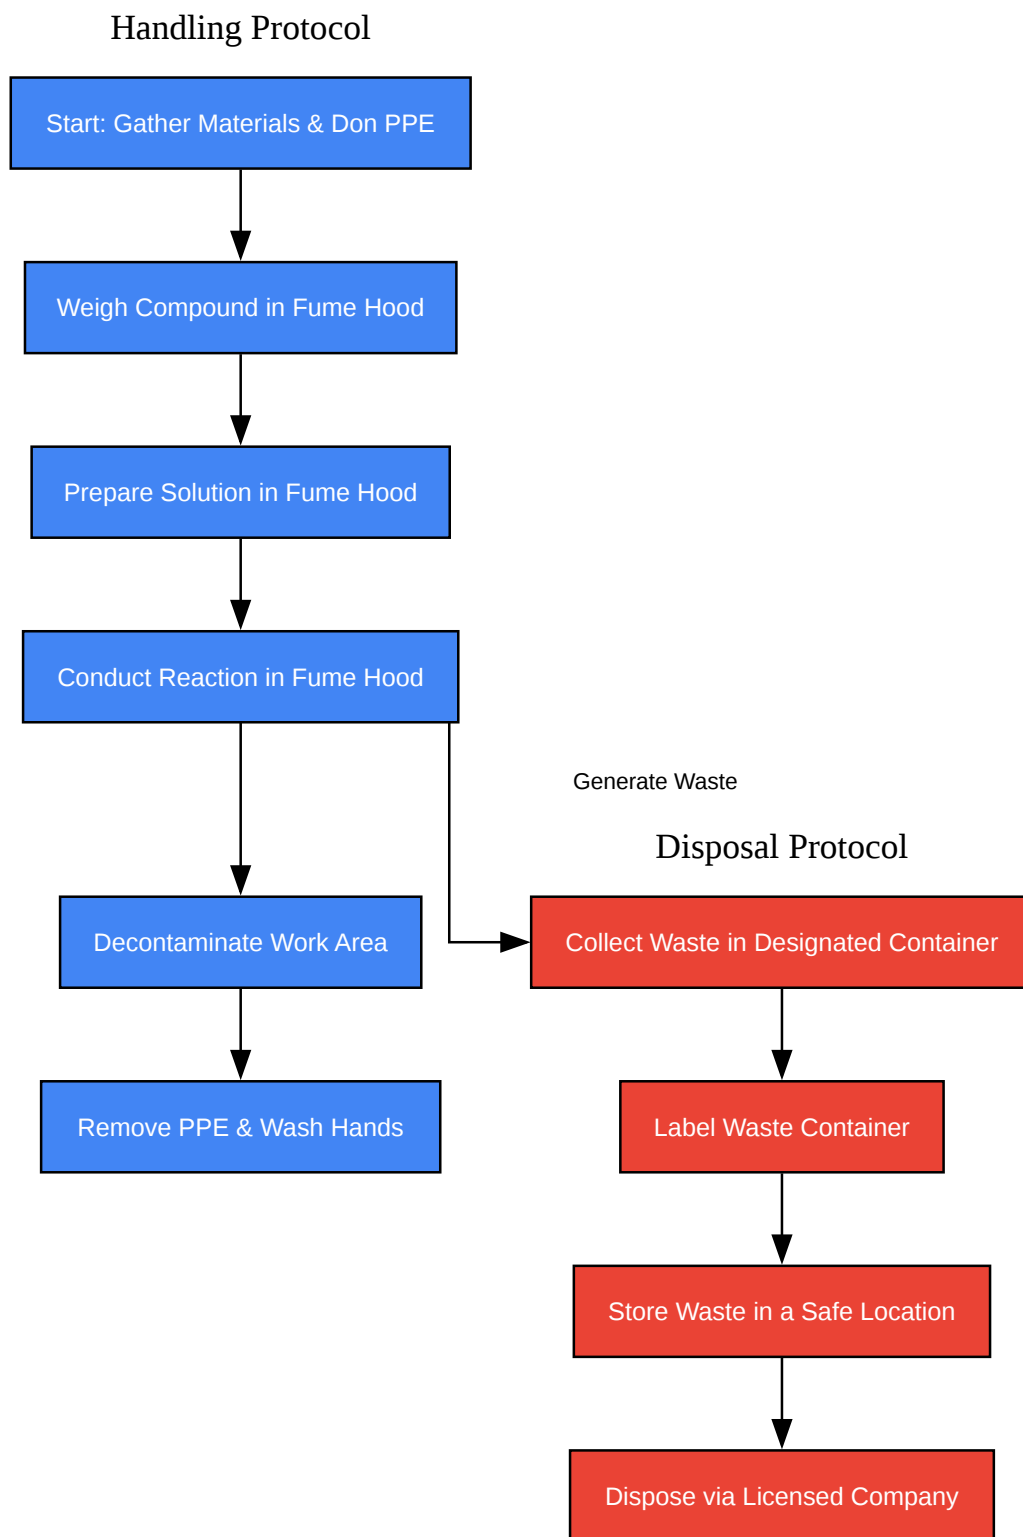 Handling Protocol
Start: Gather Materials & Don PPE
Weigh Compound in Fume Hood
Prepare Solution in Fume Hood
Conduct Reaction in Fume Hood
Generate Waste
Disposal Protocol
Decontaminate Work Area
Collect Waste in Designated Container
Remove PPE & Wash Hands
Label Waste Container
Store Waste in a Safe Location
Dispose via Licensed Company